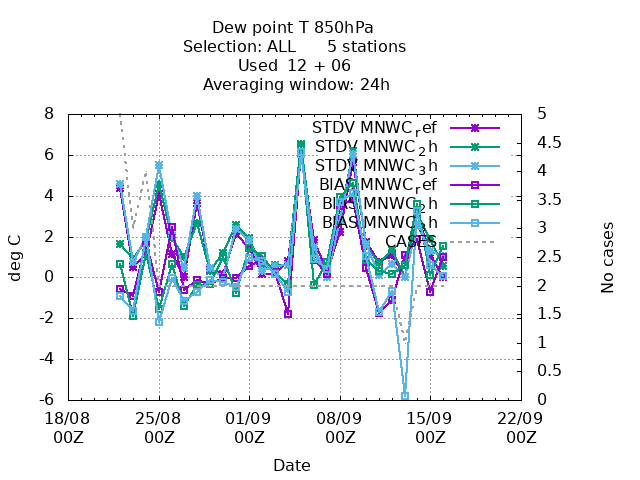 Dew point T 850hPa
Selection: ALL 5 stations
Used 12 + 06
Averaging window: 24h
8
6
4
2
0
-2
-4
-6
deg C
5
4.5
4
3.5
3
2.5
2
1.5
1
0.5
0
No cases
STDV MNWC_ref
STDV MNWC_2h
STDV MNWC_3h
BIAS MNWC_ref
BIAS MNWC_2h
BIAS MNWC_3h
CASES
18/08 25/08 01/09 08/09 15/09 22/09
00Z 00Z 00Z 00Z 00Z 00Z
Date